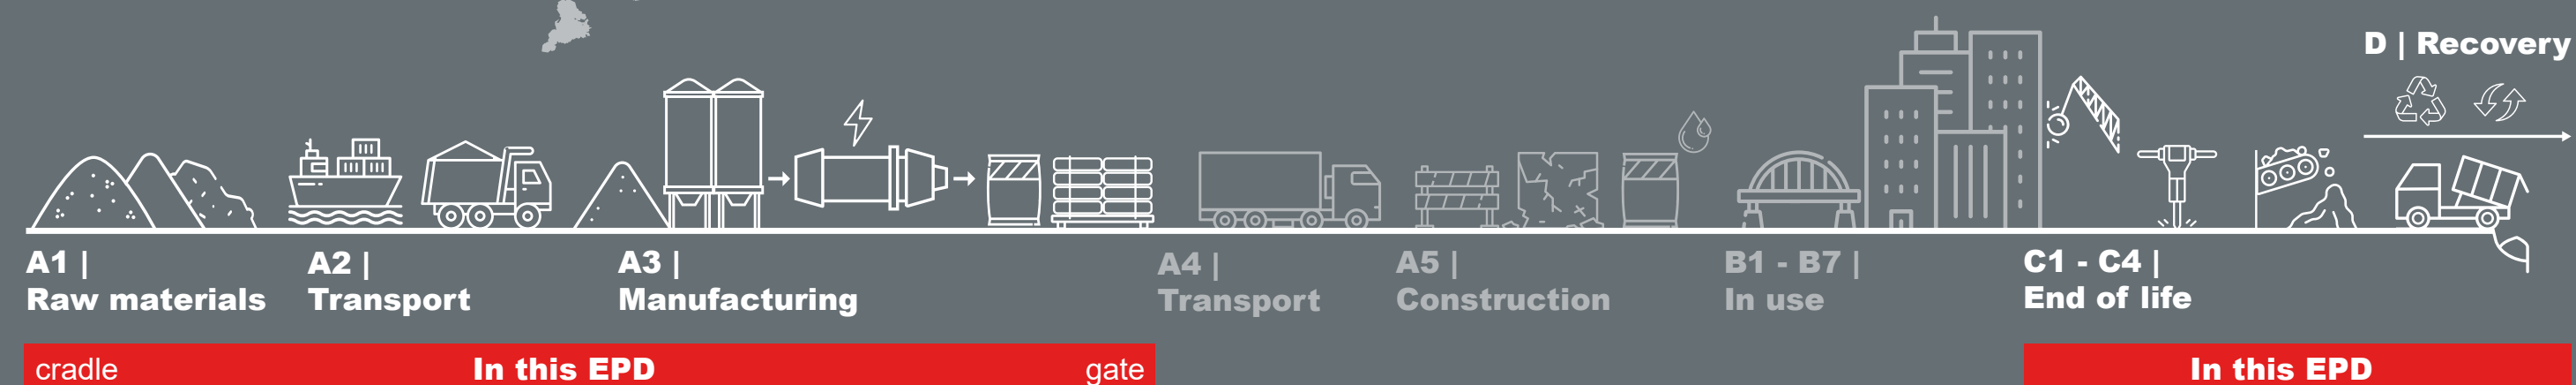 D | Recovery
A1 |
Raw materials
A2 |
Transport
A3 |
Manufacturing
A4 |
Transport
A5 |
Construction
B1 - B7 |
In use
C1 - C4 |
End of life
cradle
In this EPD
gate
In this EPD